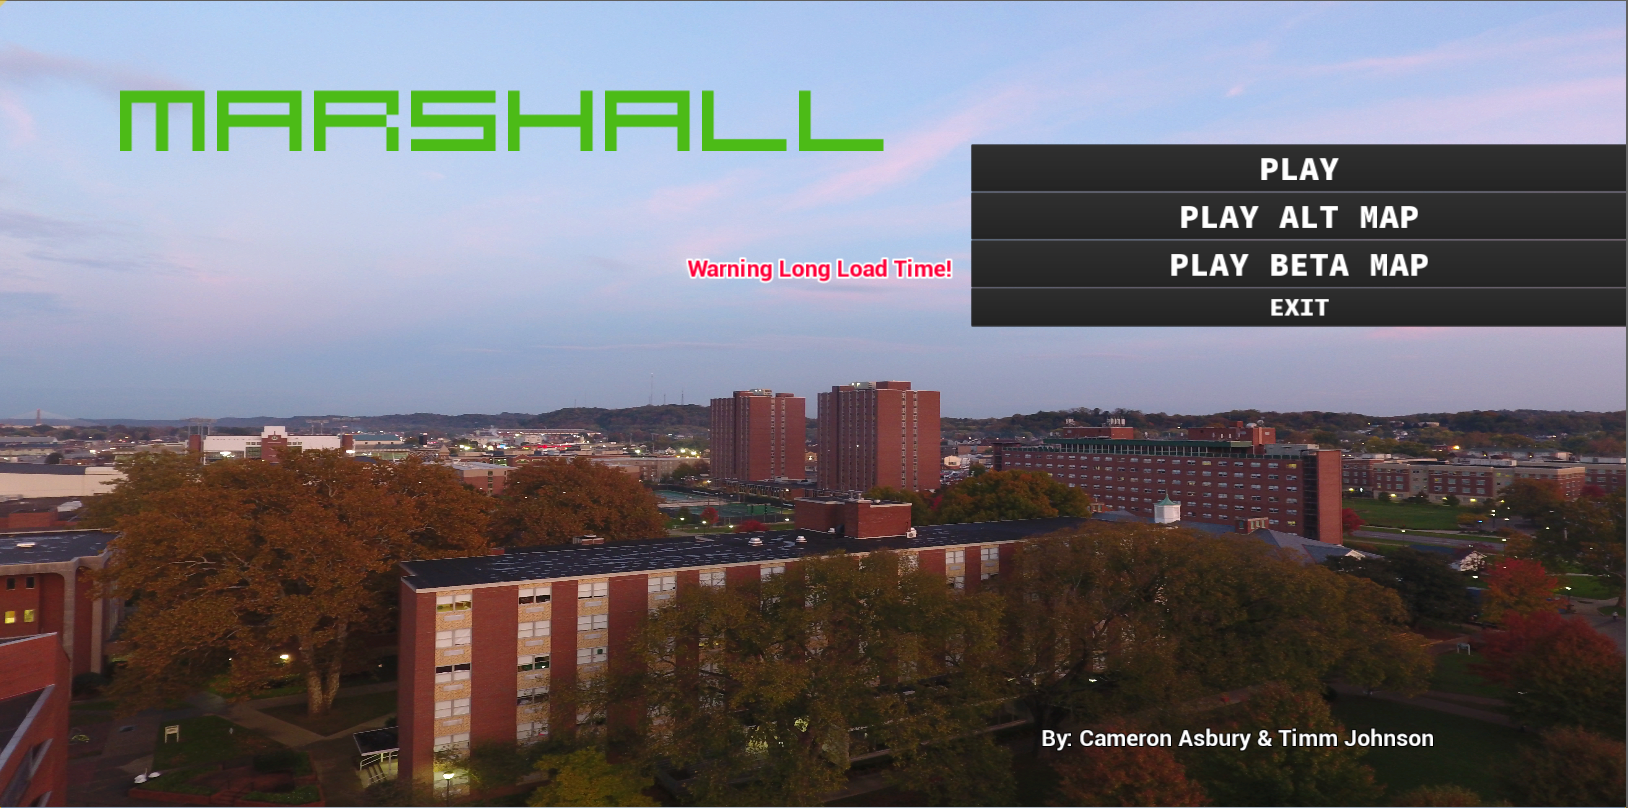 MARSHALL
PLAY
PLAY ALT MAP
Warning Long Load Time!
PLAY BETA MAP
EXIT
By: Cameron Asbury & Timm Johnson